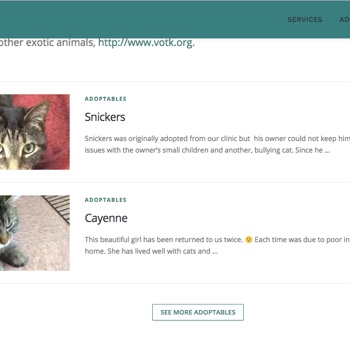 SERVICES AD
other exotic animals, http://www.votk.org.
ADOPTABLES
Snickers
Snickers was originally adopted from our clinic but his owner could not keep him
issues with the owner's small children and another, bullying cat. Since he ...
ADOPTABLES
Cayenne
This beautiful girl has been returned to us twice. 😟 Each time was due to poor in
home. She has lived well with cats and ...
SEE MORE ADOPTABLES